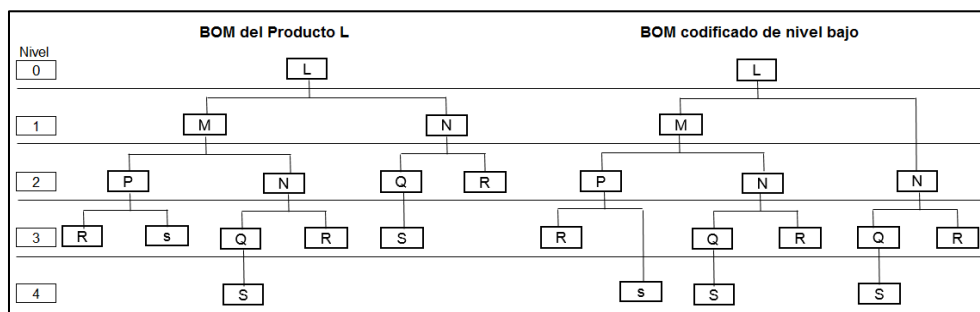 BOM del Producto L BOM codificado de nivel bajo
Nivel
0 L L
1 M N M
2 P N Q R P N N
3 R s Q R S R Q R Q R
4 S s S S